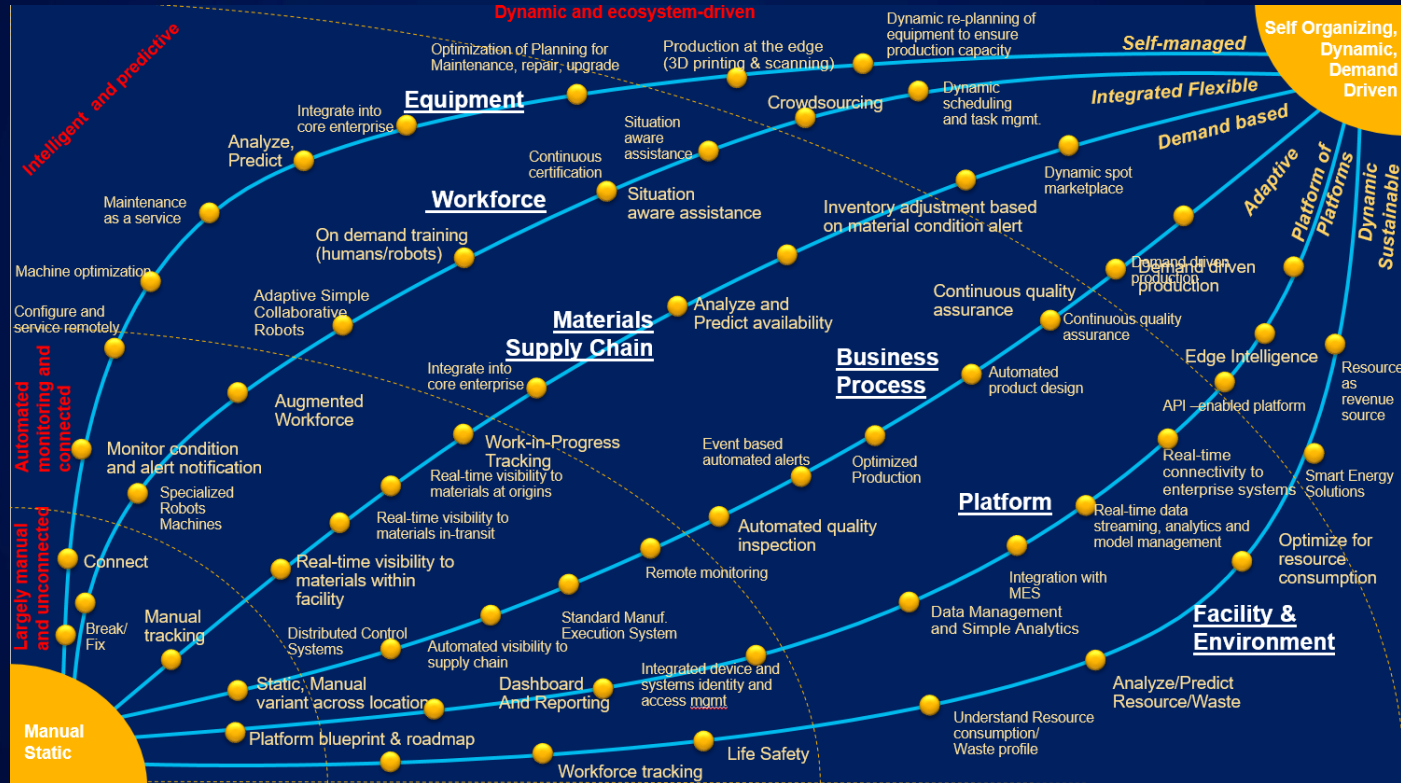 Dynamic and ecosystem-driven
Intelligent and predictive
Automated
monitoring and
connected
Largely manual
and unconnected
Self Organizing,
Dynamic,
Demand
Driven
Manual
Static
Equipment
Break/
Fix
Connect
Monitor condition
and alert notification
Configure and
service remotely
Machine optimization
Maintenance
as a service
Analyze,
Predict
Integrate into
core enterprise
Optimization of Planning for
Maintenance, repair, upgrade
Production at the edge
(3D printing & scanning)
Dynamic re-planning of
equipment to ensure
production capacity
Self-managed
Workforce
Specialized
Robots
Machines
Augmented
Workforce
Adaptive Simple
Collaborative
Robots
On demand training
(humans/robots)
Continuous
certification
Situation
aware assistance
Situation
aware
assistance
Crowdsourcing
Dynamic
scheduling
and task mgmt.
Integrated Flexible
Materials
Supply Chain
Manual
tracking
Real-time visibility to
materials within
facility
Real-time visibility to
materials in-transit
Real-time visibility to
materials at origins
Work-in-Progress
Tracking
Integrate into
core enterprise
Analyze and
Predict availability
Inventory adjustment based
on material condition alert
Dynamic spot
marketplace
Demand based
Business
Process
Static, Manual
variant across location
Distributed Control
Systems
Automated visibility to
supply chain
Standard Manuf.
Execution System
Remote monitoring
Automated quality
inspection
Event based
automated alerts
Optimized
Production
Automated
product design
Continuous quality
assurance
Continuous quality
assurance
Demand driven
production
Demand driven
production
Adaptive
Platform
Platform blueprint & roadmap
Dashboard
And Reporting
Integrated device and
systems identity and
access mgmt
Data Management
and Simple Analytics
Integration with
MES
Real-time data
streaming, analytics and
model management
Real-time
connectivity to
enterprise systems
API –enabled platform
Edge Intelligence
Platform of
Platforms
Facility &
Environment
Workforce tracking
Life Safety
Understand Resource
consumption/
Waste profile
Analyze/Predict
Resource/Waste
Optimize for
resource
consumption
Smart Energy
Solutions
Resource
as
revenue
source
Dynamic
Sustainable